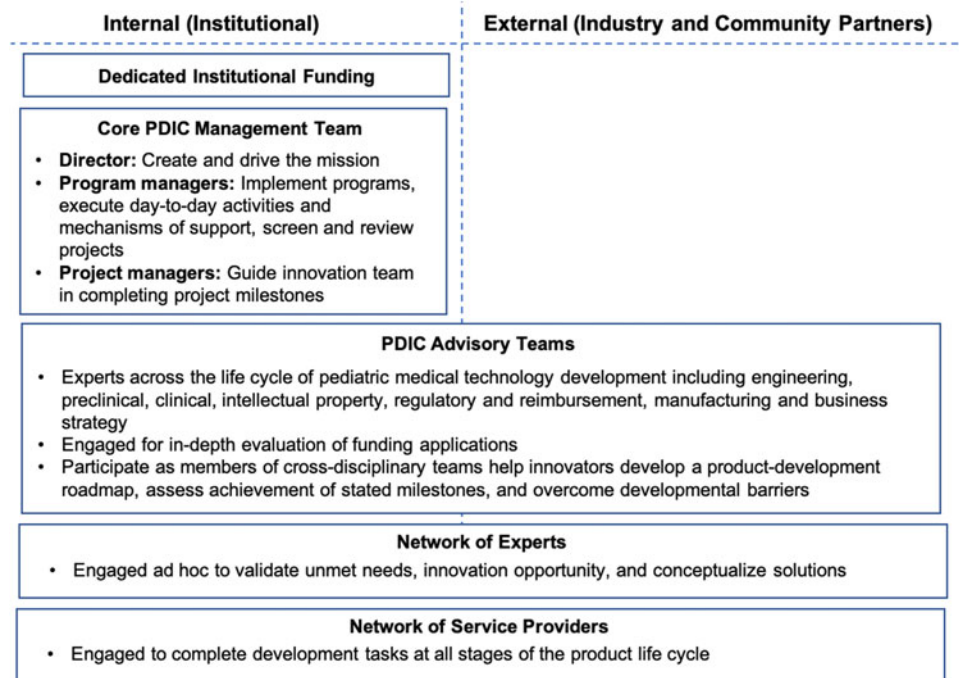 Internal (Institutional)
External (Industry and Community Partners)
Dedicated Institutional Funding
Core PDIC Management Team
• Director: Create and drive the mission
• Program managers: Implement programs,
execute day-to-day activities and
mechanisms of support, screen and review
projects
• Project managers: Guide innovation team
in completing project milestones
PDIC Advisory Teams
• Experts across the life cycle of pediatric medical technology development including engineering,
preclinical, clinical, intellectual property, regulatory and reimbursement, manufacturing and business
strategy
• Engaged for in-depth evaluation of funding applications
• Participate as members of cross-disciplinary teams help innovators develop a product-development
roadmap, assess achievement of stated milestones, and overcome developmental barriers
Network of Experts
• Engaged ad hoc to validate unmet needs, innovation opportunity, and conceptualize solutions
Network of Service Providers
• Engaged to complete development tasks at all stages of the product life cycle